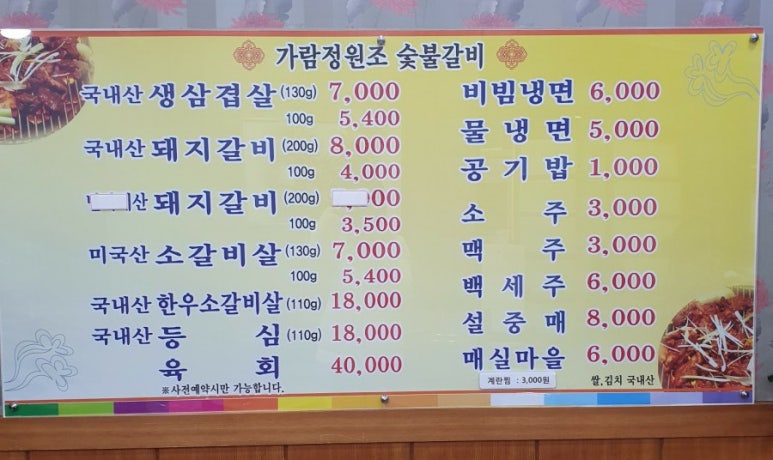 가람정원조 숯불갈비
국내산 생삼겹살 (130g) 7,000
100g 5,400
국내산 돼지갈비 (200g) 8,000
100g 4,000
산 돼지갈비 (200g) 00
100g 3,500
미국산 소갈비살 (130g) 7,000
100g 5,400
국내산 한우소갈비살 (110g) 18,000
국내산 등심 (110g) 18,000
육회 40,000
※사전예약시만 가능합니다.
비빔냉면 6,000
물냉면 5,000
공기밥 1,000
소주 3,000
맥주 3,000
백세주 6,000
설중매 8,000
매실마을 6,000
계란찜 : 3,000원
쌀,김치 국내산